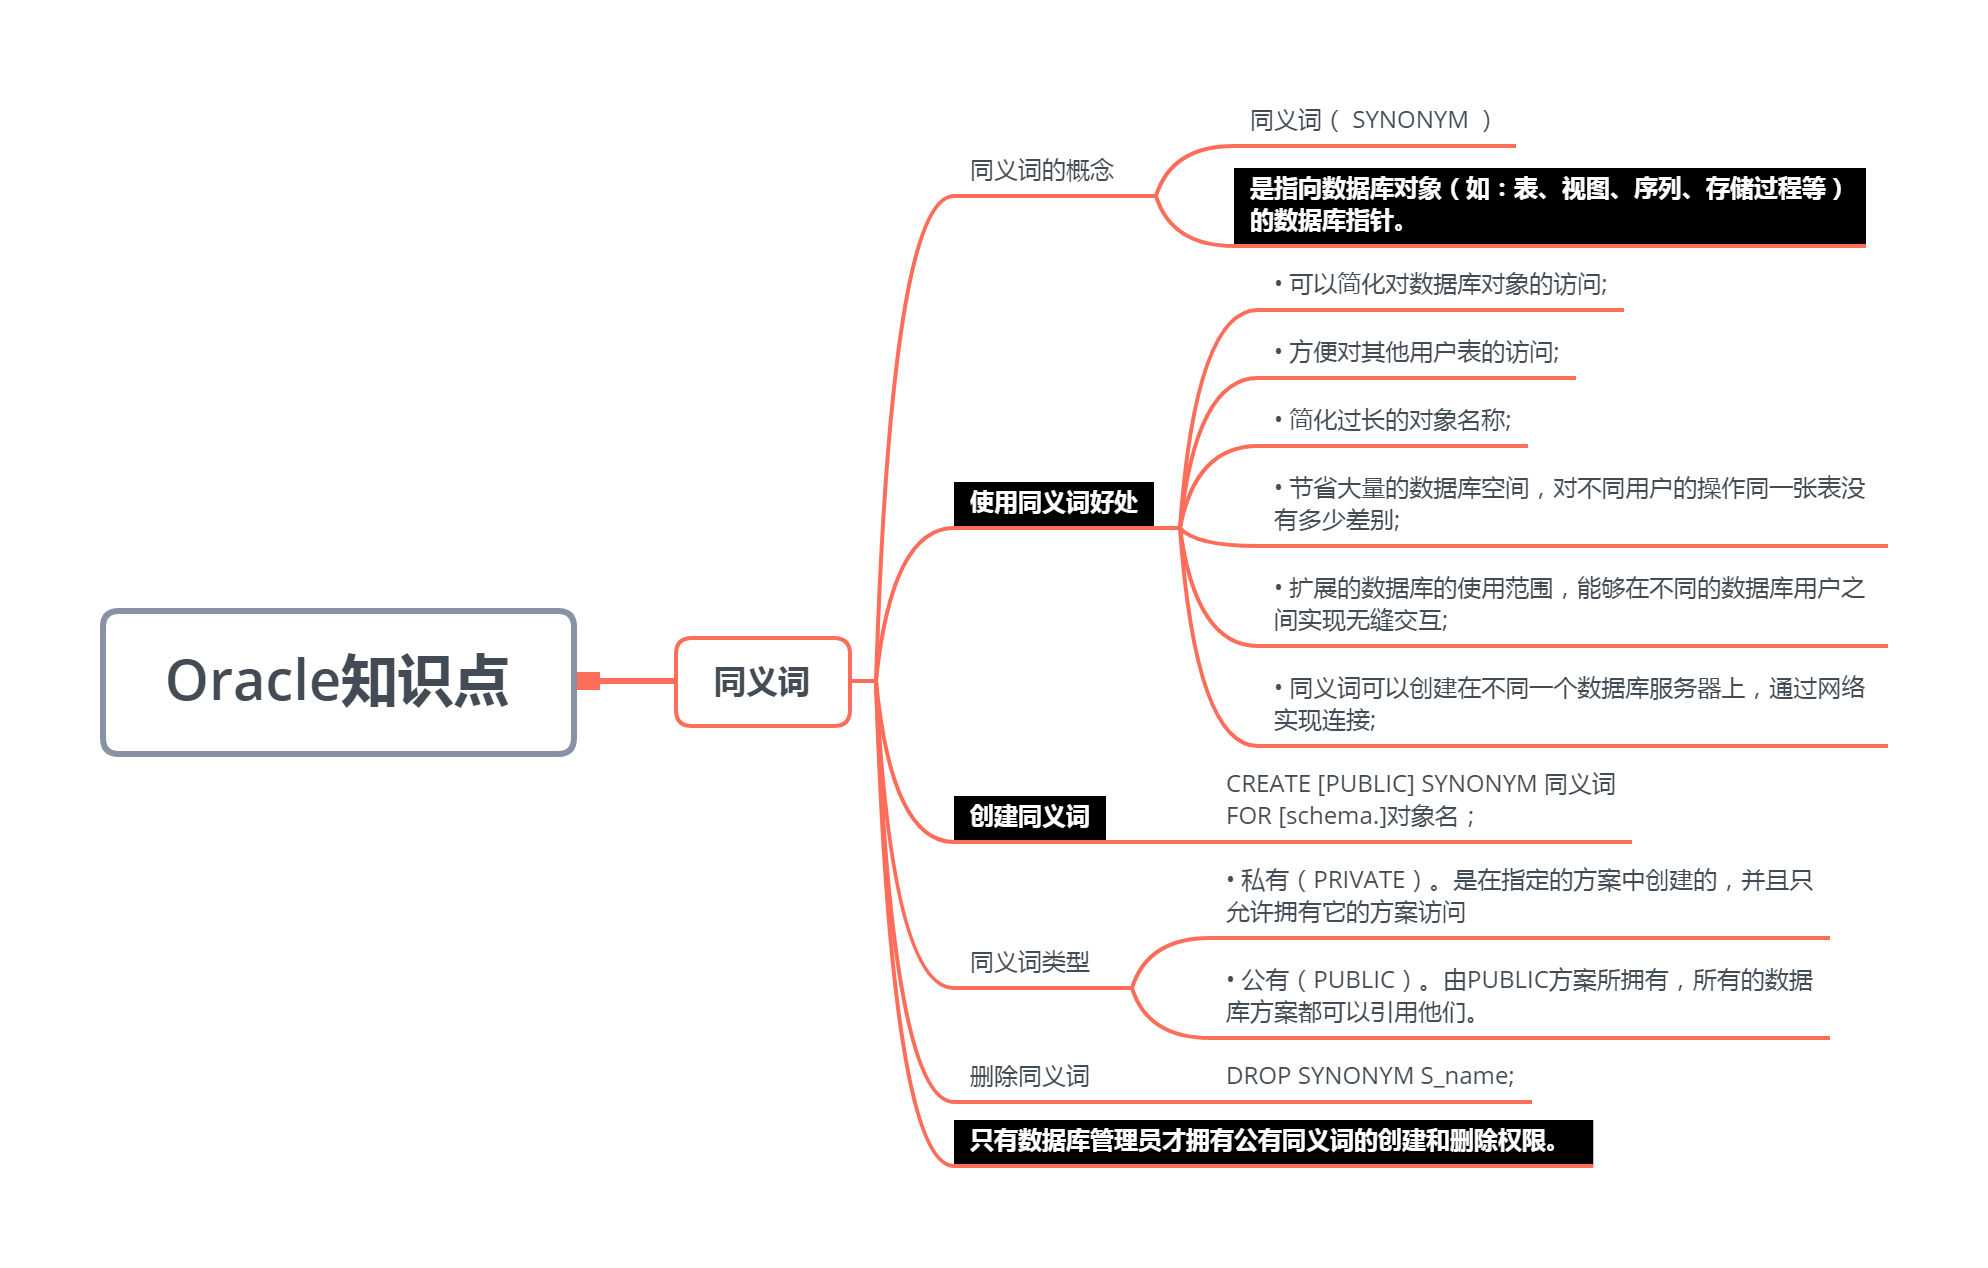 Oracle知识点
同义词
同义词的概念
同义词（ SYNONYM ）
是指向数据库对象（如：表、视图、序列、存储过程等）
的数据库指针。
使用同义词好处
• 可以简化对数据库对象的访问;
• 方便对其他用户表的访问;
• 简化过长的对象名称;
• 节省大量的数据库空间，对不同用户的操作同一张表没
有多少差别;
• 扩展的数据库的使用范围，能够在不同的数据库用户之
间实现无缝交互;
• 同义词可以创建在不同一个数据库服务器上，通过网络
实现连接;
创建同义词
CREATE [PUBLIC] SYNONYM 同义词
FOR [schema.]对象名；
同义词类型
• 私有（PRIVATE）。是在指定的方案中创建的，并且只
允许拥有它的方案访问
• 公有（PUBLIC）。由PUBLIC方案所拥有，所有的数据
库方案都可以引用他们。
删除同义词
DROP SYNONYM S_name;
只有数据库管理员才拥有公有同义词的创建和删除权限。